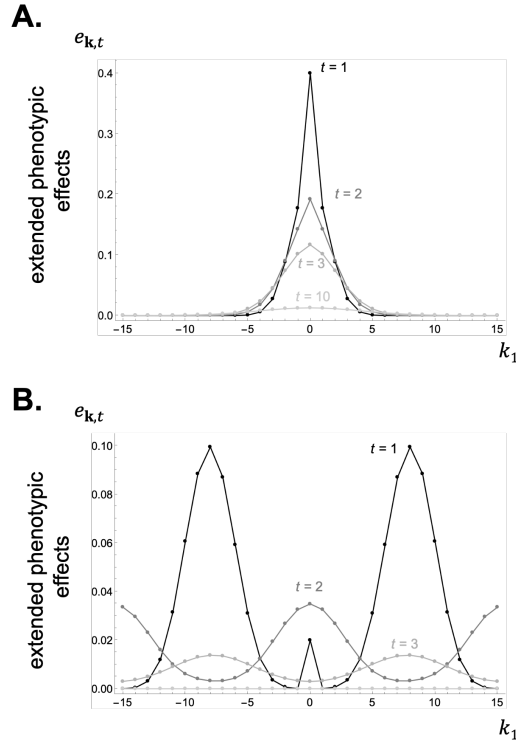 A.
e_k,t
extended phenotypic
effects
0.4
0.3
0.2
0.1
0.0
t = 1
t = 2
t = 3
t = 10
−15 −10 −5 0 5 10 15
k_1
B.
e_k,t
extended phenotypic
effects
0.10
0.08
0.06
0.04
0.02
0.00
t = 1
t = 2
t = 3
−15 −10 −5 0 5 10 15
k_1